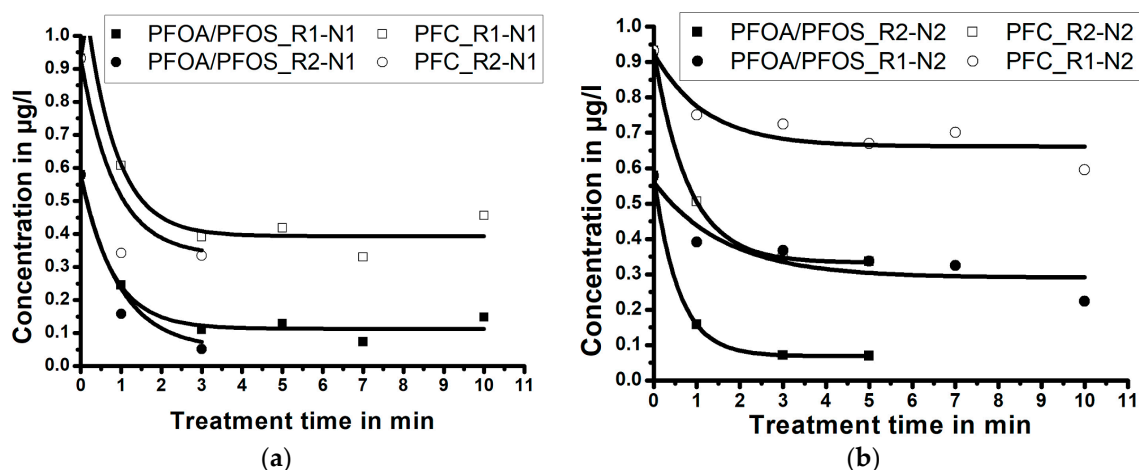 PFOA/PFOS_R1-N1 PFC_R1-N1
PFOA/PFOS_R2-N1 PFC_R2-N1
Concentration in µg/l
1.0
0.9
0.8
0.7
0.6
0.5
0.4
0.3
0.2
0.1
0.0
0 1 2 3 4 5 6 7 8 9 10 11
Treatment time in min
(a)
PFOA/PFOS_R2-N2 PFC_R2-N2
PFOA/PFOS_R1-N2 PFC_R1-N2
Concentration in µg/l
1.0
0.9
0.8
0.7
0.6
0.5
0.4
0.3
0.2
0.1
0.0
0 1 2 3 4 5 6 7 8 9 10 11
Treatment time in min
(b)